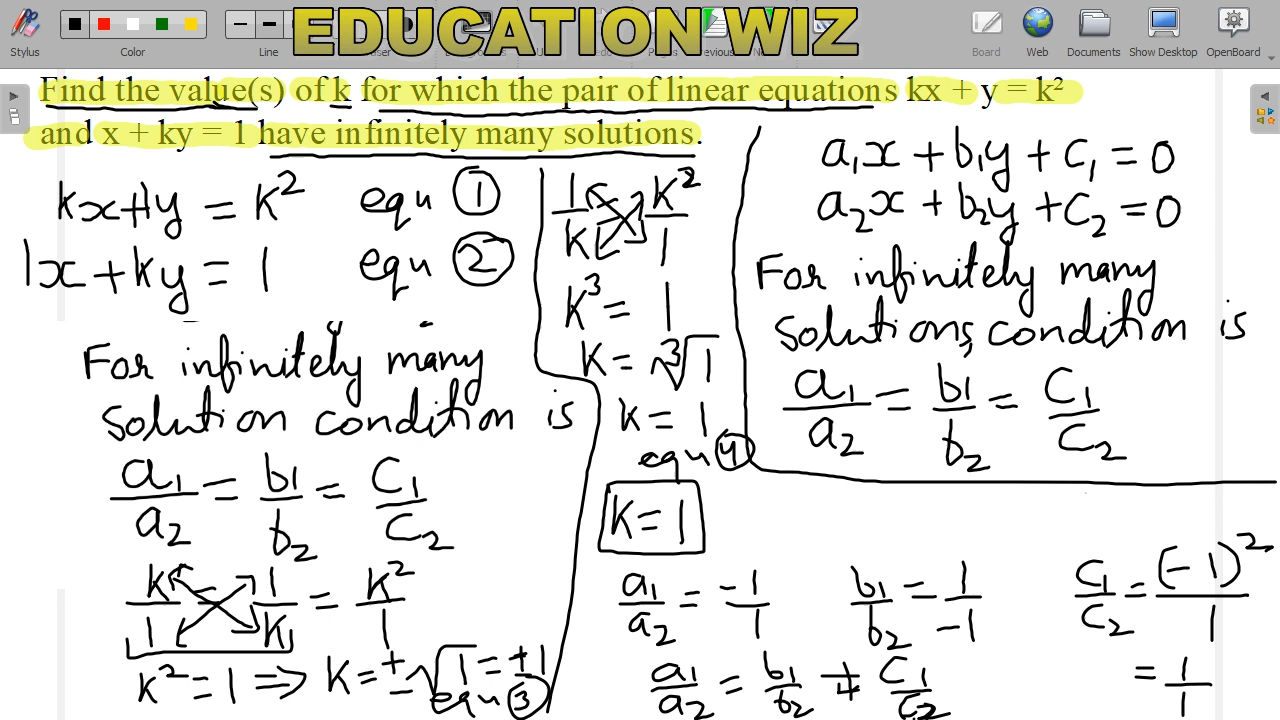 EDUCATION WIZ
Stylus
Color
Line
Board
Web
Documents
Show Desktop
OpenBoard
Find the value(s) of k for which the pair of linear equations kx + y = k²
and x + ky = 1 have infinitely many solutions.
kx+1y = k² equ ①
1x+ky = 1 equ ②
For infinitely many
solution condition is
a₁/a₂ = b₁/b₂ = c₁/c₂
k/1 = 1/k = k²/1
k² = 1 ⇒ k = ±√1 = ±1
equ ③
1/k = k²/1
k³ = 1
k = ³√1
k = 1
equ ④
k = 1
a₁x + b₁y + c₁ = 0
a₂x + b₂y + c₂ = 0
For infinitely many
solutions, condition is
a₁/a₂ = b₁/b₂ = c₁/c₂
a₁/a₂ = -1/1 b₁/b₂ = 1/-1 c₁/c₂ = (-1)²/1
a₁/a₂ = b₁/b₂ ≠ c₁/c₂ = 1/1